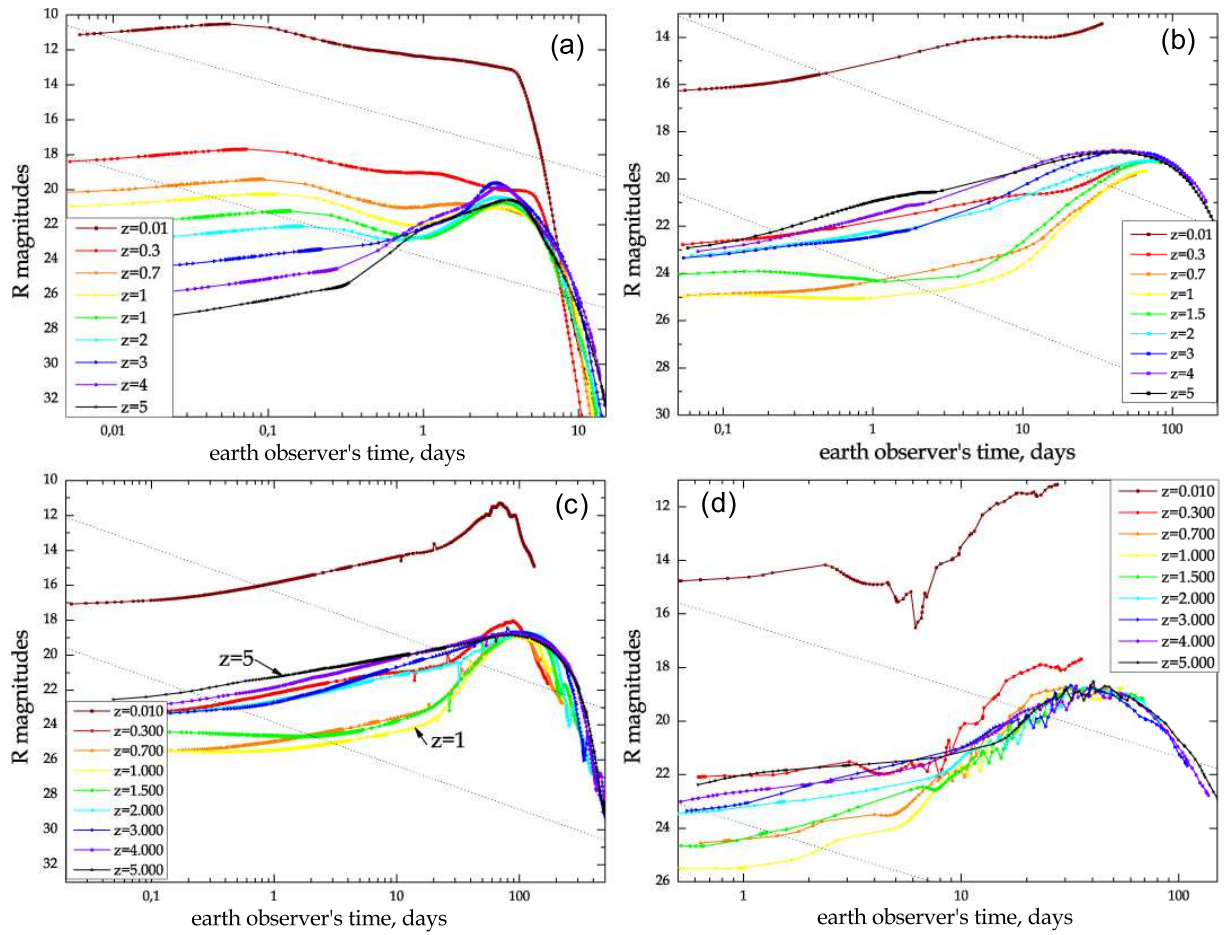 (a)
R magnitudes
10
12
14
16
18
20
22
24
26
28
30
32
z=0.01
z=0.3
z=0.7
z=1
z=1
z=2
z=3
z=4
z=5
0,01 0,1 1 10
earth observer's time, days
(b)
R magnitudes
14
16
18
20
22
24
26
28
30
z=0.01
z=0.3
z=0.7
z=1
z=1.5
z=2
z=3
z=4
z=5
0,1 1 10 100
earth observer's time, days
(c)
R magnitudes
10
12
14
16
18
20
22
24
26
28
30
32
z=5
z=1
z=0.010
z=0.300
z=0.700
z=1.000
z=1.500
z=2.000
z=3.000
z=4.000
z=5.000
0,1 1 10 100
earth observer's time, days
(d)
R magnitudes
12
14
16
18
20
22
24
26
z=0.010
z=0.300
z=0.700
z=1.000
z=1.500
z=2.000
z=3.000
z=4.000
z=5.000
1 10 100
earth observer's time, days